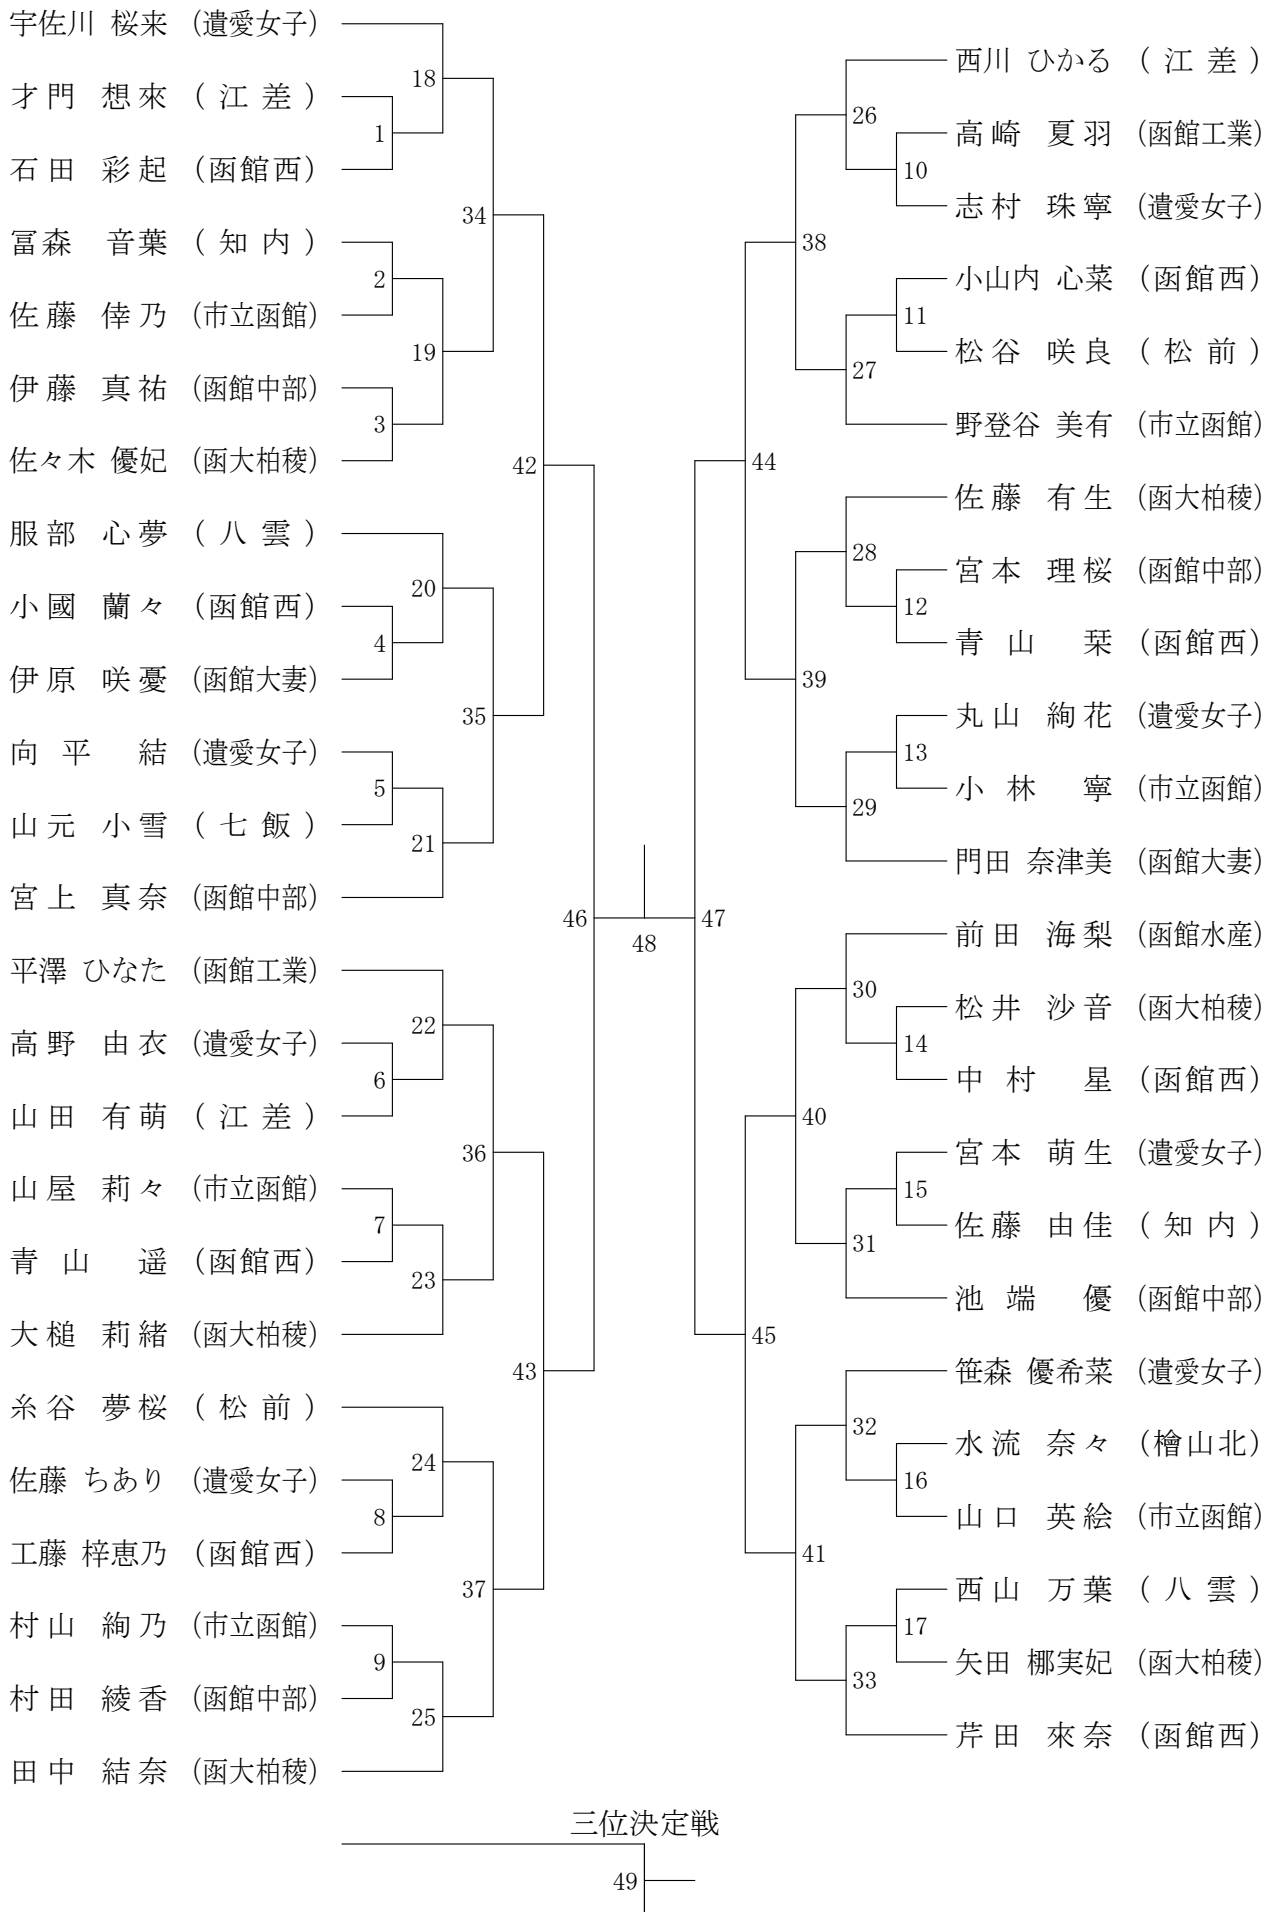 宇佐川 桜来 (遺愛女子)
才門 想來 (江差)
石田 彩起 (函館西)
冨森 音葉 (知内)
佐藤 倖乃 (市立函館)
伊藤 真祐 (函館中部)
佐々木 優妃 (函大柏稜)
服部 心夢 (八雲)
小國 蘭々 (函館西)
伊原 咲憂 (函館大妻)
向平 結 (遺愛女子)
山元 小雪 (七飯)
宮上 真奈 (函館中部)
平澤 ひなた (函館工業)
高野 由衣 (遺愛女子)
山田 有萌 (江差)
山屋 莉々 (市立函館)
青山 遥 (函館西)
大槌 莉緒 (函大柏稜)
糸谷 夢桜 (松前)
佐藤 ちあり (遺愛女子)
工藤 梓恵乃 (函館西)
村山 絢乃 (市立函館)
村田 綾香 (函館中部)
田中 結奈 (函大柏稜)
1
2
3
4
5
6
7
8
9
18
19
20
21
22
23
24
25
34
35
36
37
42
43
46
48
47
44
45
38
39
40
41
26
27
28
29
30
31
32
33
10
11
12
13
14
15
16
17
西川 ひかる (江差)
高崎 夏羽 (函館工業)
志村 珠寧 (遺愛女子)
小山内 心菜 (函館西)
松谷 咲良 (松前)
野登谷 美有 (市立函館)
佐藤 有生 (函大柏稜)
宮本 理桜 (函館中部)
青山 栞 (函館西)
丸山 絢花 (遺愛女子)
小林 寧 (市立函館)
門田 奈津美 (函館大妻)
前田 海梨 (函館水産)
松井 沙音 (函大柏稜)
中村 星 (函館西)
宮本 萌生 (遺愛女子)
佐藤 由佳 (知内)
池端 優 (函館中部)
笹森 優希菜 (遺愛女子)
水流 奈々 (檜山北)
山口 英絵 (市立函館)
西山 万葉 (八雲)
矢田 梛実妃 (函大柏稜)
芹田 來奈 (函館西)
三位決定戦
49